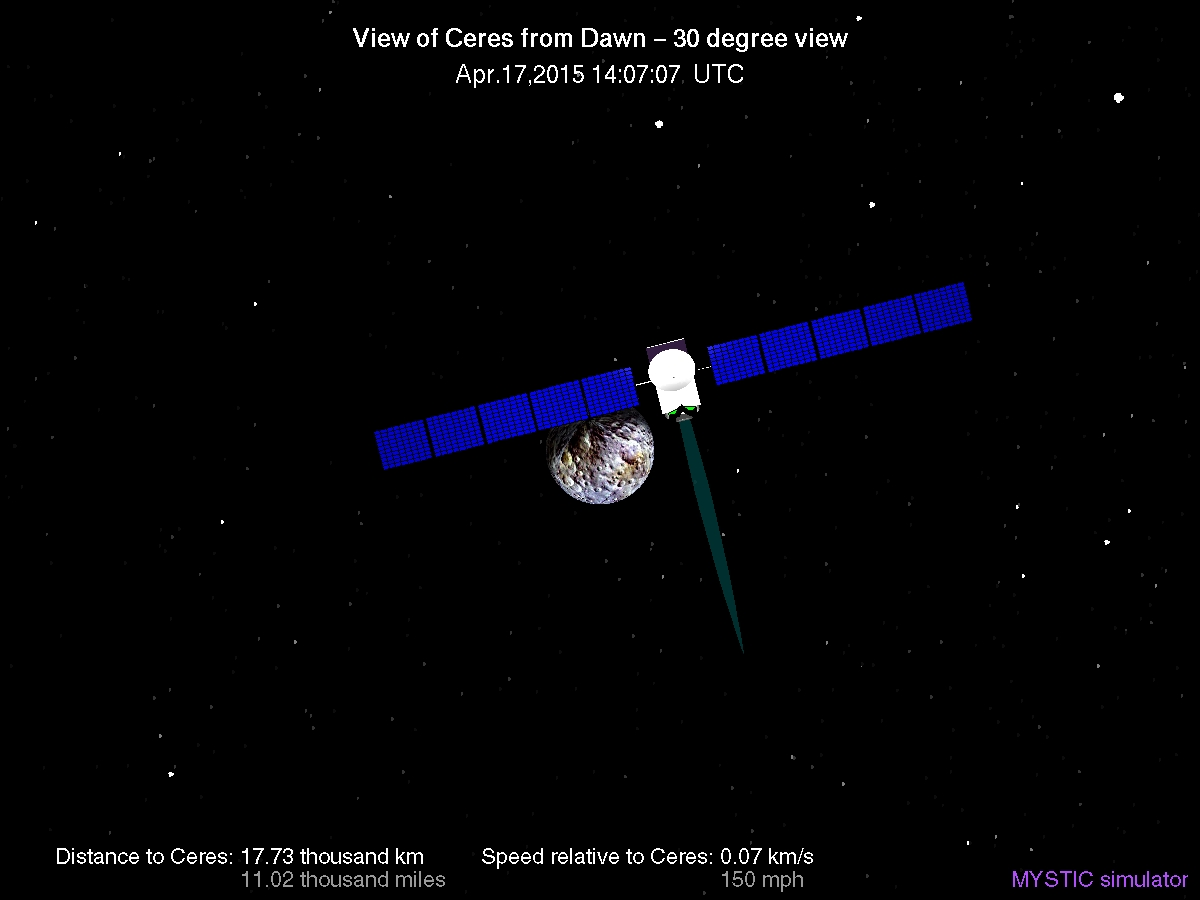 View of Ceres from Dawn – 30 degree view
Apr.17,2015 14:07:07 UTC
Distance to Ceres: 17.73 thousand km
11.02 thousand miles
Speed relative to Ceres: 0.07 km/s
150 mph
MYSTIC simulator